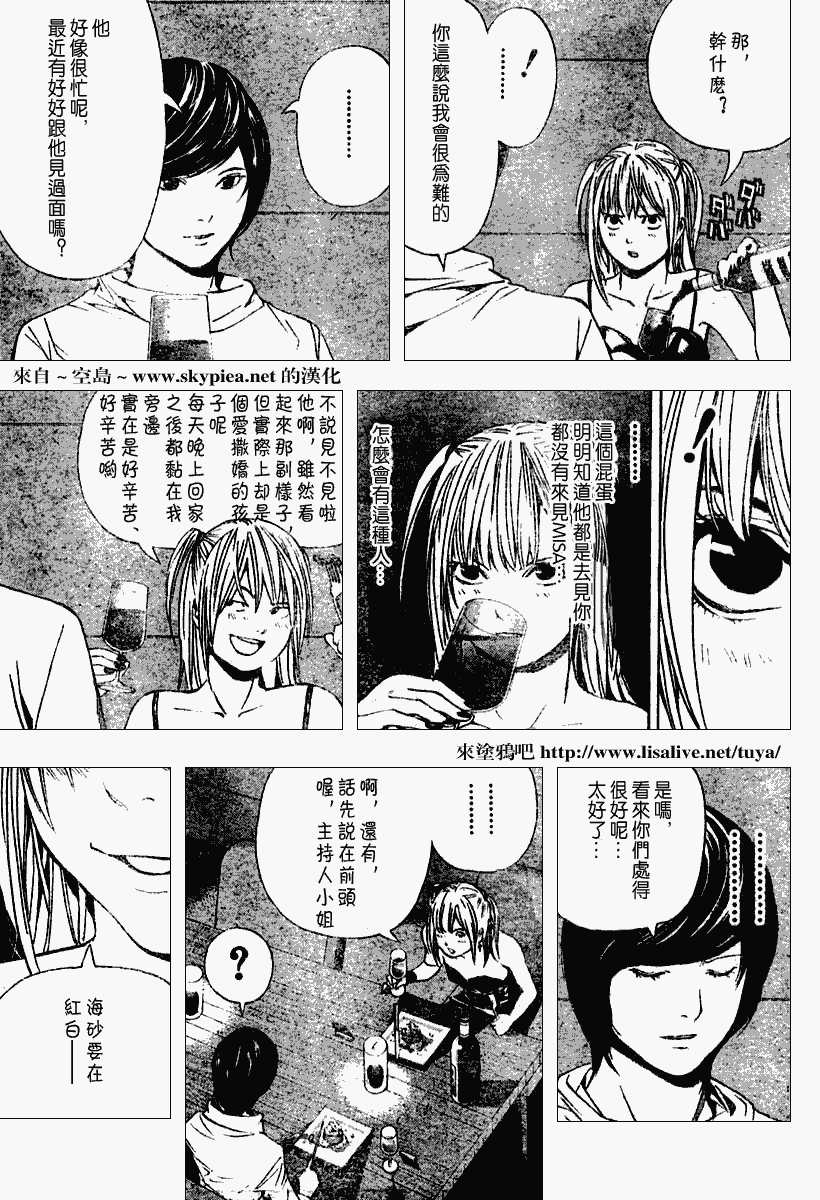 那，
幹什麼？
………！
你這麼說我會很為難的
…………
他
好像很忙呢，
最近有好好跟他見過面嗎？
來自～空島～www.skypiea.net 的漢化
！
…………
這個混蛋
明明知道他都是去見你，
都沒有來見MISA…
怎麼會有這種人…
不說見不見啦
他啊，雖然看
起來那副樣子，
但實際上却是
個愛撒嬌的孩
子呢
每天晚上回家
之後都黏在我
旁邊
實在是好辛苦、
好辛苦喲
來塗鴉吧 http://www.lisalive.net/tuya/
是嗎，
看來你們處得
很好呢…
太好了…
…………
…………
…………
啊，還有，
話先說在前頭
喔，主持人小姐
？
海砂要在
紅白——